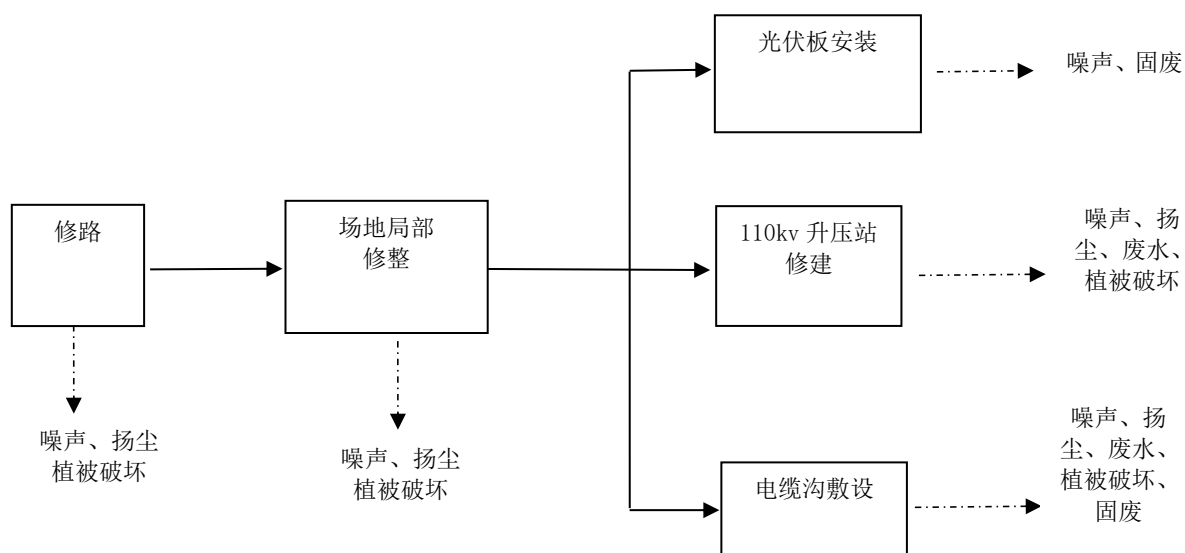 光伏板安装
噪声、固废
修路
场地局部
修整
110kv 升压站
修建
噪声、扬
尘、废水、
植被破坏
噪声、扬尘
植被破坏
噪声、扬尘
植被破坏
电缆沟敷设
噪声、扬
尘、废水、
植被破坏、
固废